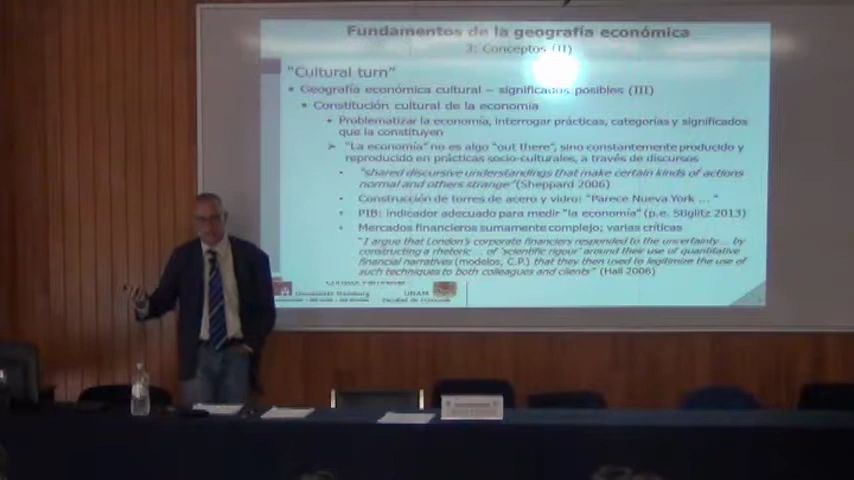 Fundamentos de la geografía económica
3: Conceptos (II)
"Cultural turn"
• Geografía económica cultural – significados posibles (III)
• Constitución cultural de la economía
• Problematizar la economía, interrogar prácticas, categorías y significados
que la constituyen
➢ "La economía" no es algo "out there", sino constantemente producido y
reproducido en prácticas socio-culturales, a través de discursos
• "shared discursive understandings that make certain kinds of actions
normal and others strange" (Sheppard 2006)
• Construcción de torres de acero y vidro: "Parece Nueva York ... "
• PIB: indicador adecuado para medir "la economía" (p.e. Stiglitz 2013)
• Mercados financieros sumamente complejo; varias críticas
"I argue that London's corporate financiers responded to the uncertainty... by
constructing a rhetoric ... of 'scientific rigour' around their use of quantitative
financial narratives (modelos, C.P.) that they then used to legitimize the use of
such techniques to both colleagues and clients" (Hall 2006)
UNAM
Facultad de Economía